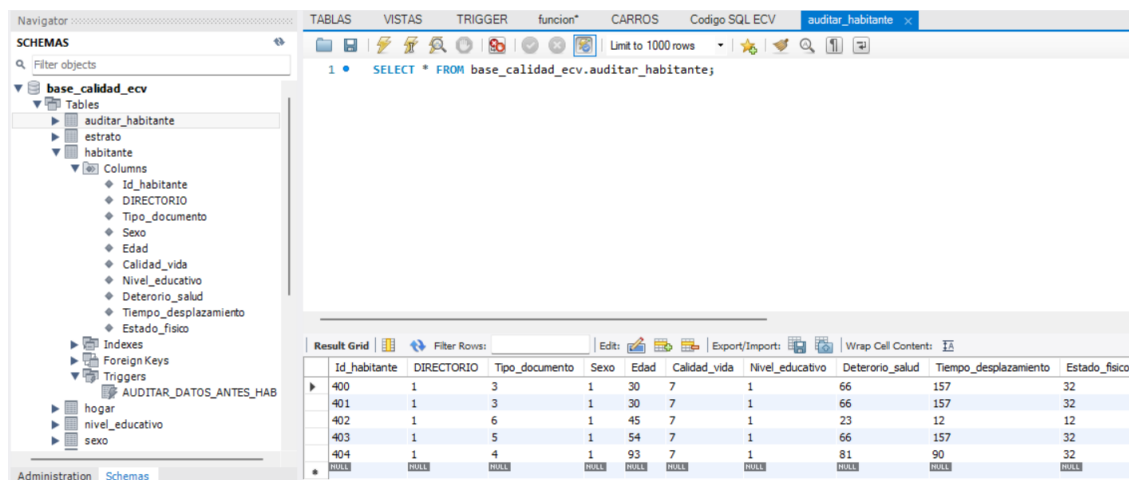 Navigator
SCHEMAS
Filter objects
base_calidad_ecv
Tables
auditar_habitante
estrato
habitante
Columns
Id_habitante
DIRECTORIO
Tipo_documento
Sexo
Edad
Calidad_vida
Nivel_educativo
Deterorio_salud
Tiempo_desplazamiento
Estado_fisico
Indexes
Foreign Keys
Triggers
AUDITAR_DATOS_ANTES_HAB
hogar
nivel_educativo
sexo
Administration Schemas
TABLAS VISTAS TRIGGER funcion* CARROS Codigo SQL ECV auditar_habitante ×
Limit to 1000 rows
1 SELECT * FROM base_calidad_ecv.auditar_habitante;
Result Grid Filter Rows: Edit: Export/Import: Wrap Cell Content: IA
Id_habitante DIRECTORIO Tipo_documento Sexo Edad Calidad_vida Nivel_educativo Deterorio_salud Tiempo_desplazamiento Estado_fisico
400 1 3 1 30 7 1 66 157 32
401 1 3 1 30 7 1 66 157 32
402 1 6 1 45 7 1 23 12 12
403 1 5 1 54 7 1 66 157 32
404 1 4 1 93 7 1 81 90 32
NULL NULL NULL NULL NULL NULL NULL NULL NULL NULL